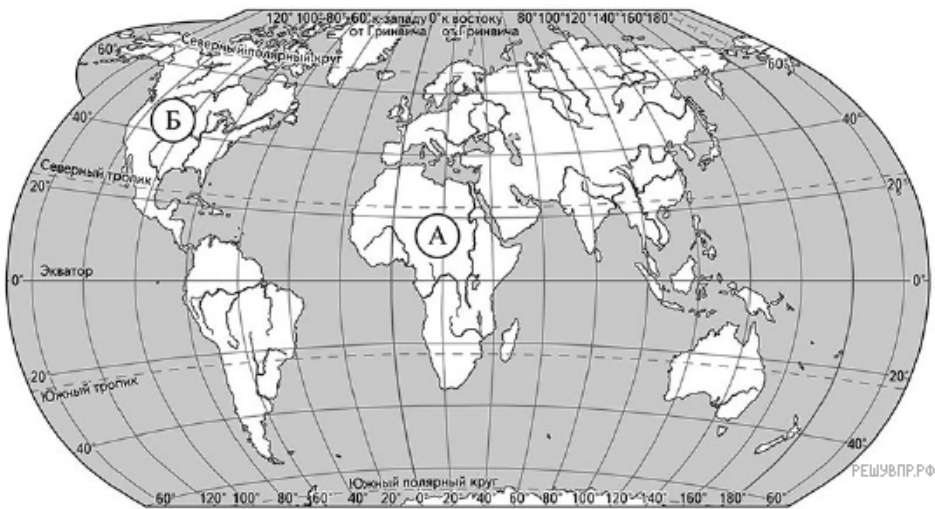 120° 100° 80° 60° к западу 0° к востоку 80° 100° 120° 140° 160° 180°
от Гринвича от Гринвича
Северный полярный круг
60° 60°
Б
40° 40°
Северный тропик
20° 20°
А
Экватор
0° 0°
20° 20°
Южный тропик
40° 40°
РЕШУВПР.РФ
Южный полярный круг
60° 120° 100° 80° 40° 20° 0° 20° 40° 60° 80° 100° 120° 140° 160° 180° 60°